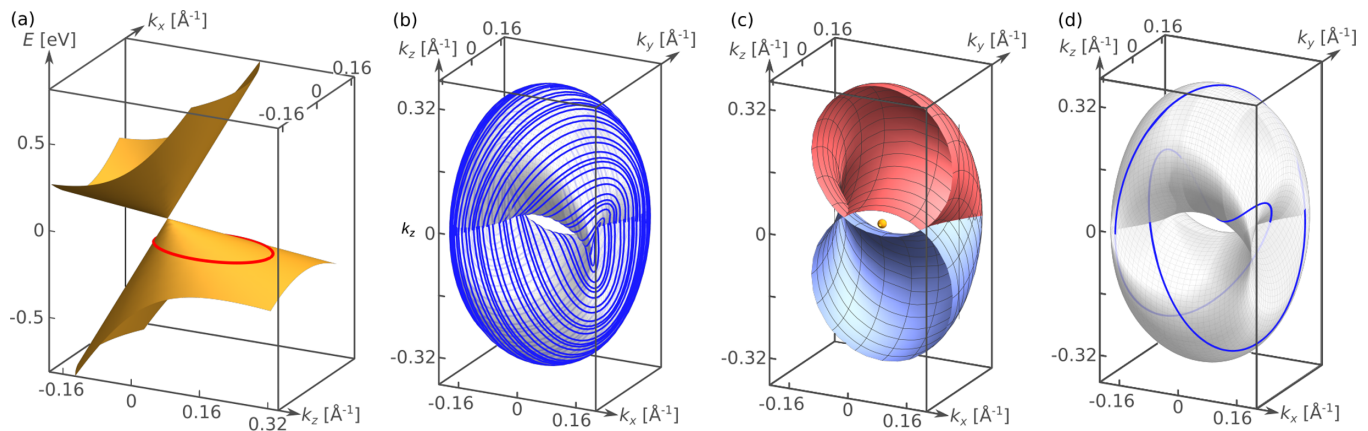 (a)
k_x [Å⁻¹]
E [eV]
0.16
0
-0.16
0.5
0
-0.5
-0.16
0
0.16
0.32
k_z [Å⁻¹]
(b)
k_z [Å⁻¹]
0
0.16
k_y [Å⁻¹]
0.32
k_z
0
-0.32
-0.16
0
0.16
k_x [Å⁻¹]
(c)
k_z [Å⁻¹]
0
0.16
k_y [Å⁻¹]
0.32
0
-0.32
-0.16
0
0.16
k_x [Å⁻¹]
(d)
k_z [Å⁻¹]
0
0.16
k_y [Å⁻¹]
0.32
0
-0.32
-0.16
0
0.16
k_x [Å⁻¹]